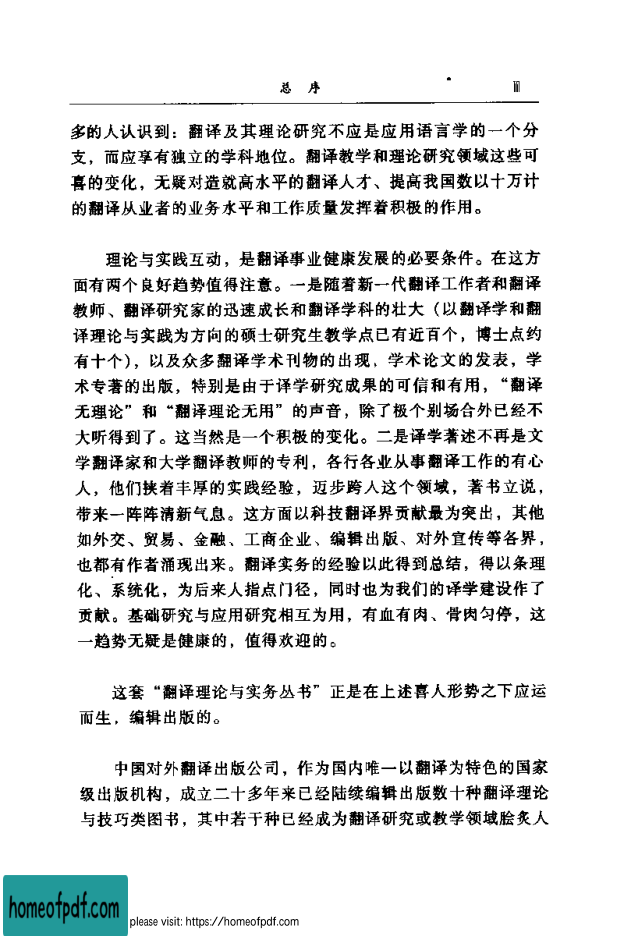 总 序 Ⅲ
多的人认识到：翻译及其理论研究不应是应用语言学的一个分
支，而应享有独立的学科地位。翻译教学和理论研究领域这些可
喜的变化，无疑对造就高水平的翻译人才、提高我国数以十万计
的翻译从业者的业务水平和工作质量发挥着积极的作用。
理论与实践互动，是翻译事业健康发展的必要条件。在这方
面有两个良好趋势值得注意。一是随着新一代翻译工作者和翻译
教师、翻译研究家的迅速成长和翻译学科的壮大（以翻译学和翻
译理论与实践为方向的硕士研究生教学点已有近百个，博士点约
有十个），以及众多翻译学术刊物的出现，学术论文的发表，学
术专著的出版，特别是由于译学研究成果的可信和有用，“翻译
无理论”和“翻译理论无用”的声音，除了极个别场合外已经不
大听得到了。这当然是一个积极的变化。二是译学著述不再是文
学翻译家和大学翻译教师的专利，各行各业从事翻译工作的有心
人，他们挟着丰厚的实践经验，迈步跨入这个领域，著书立说，
带来一阵阵清新气息。这方面以科技翻译界贡献最为突出，其他
如外交、贸易、金融、工商企业、编辑出版、对外宣传等各界，
也都有作者涌现出来。翻译实务的经验以此得到总结，得以条理
化、系统化，为后来人指点门径，同时也为我们的译学建设作了
贡献。基础研究与应用研究相互为用，有血有肉、骨肉匀停，这
一趋势无疑是健康的，值得欢迎的。
这套“翻译理论与实务丛书”正是在上述喜人形势之下应运
而生，编辑出版的。
中国对外翻译出版公司，作为国内唯一以翻译为特色的国家
级出版机构，成立二十多年来已经陆续编辑出版数十种翻译理论
与技巧类图书，其中若干种已经成为翻译研究或教学领域脍炙人
homeofpdf.com
please visit: https://homeofpdf.com